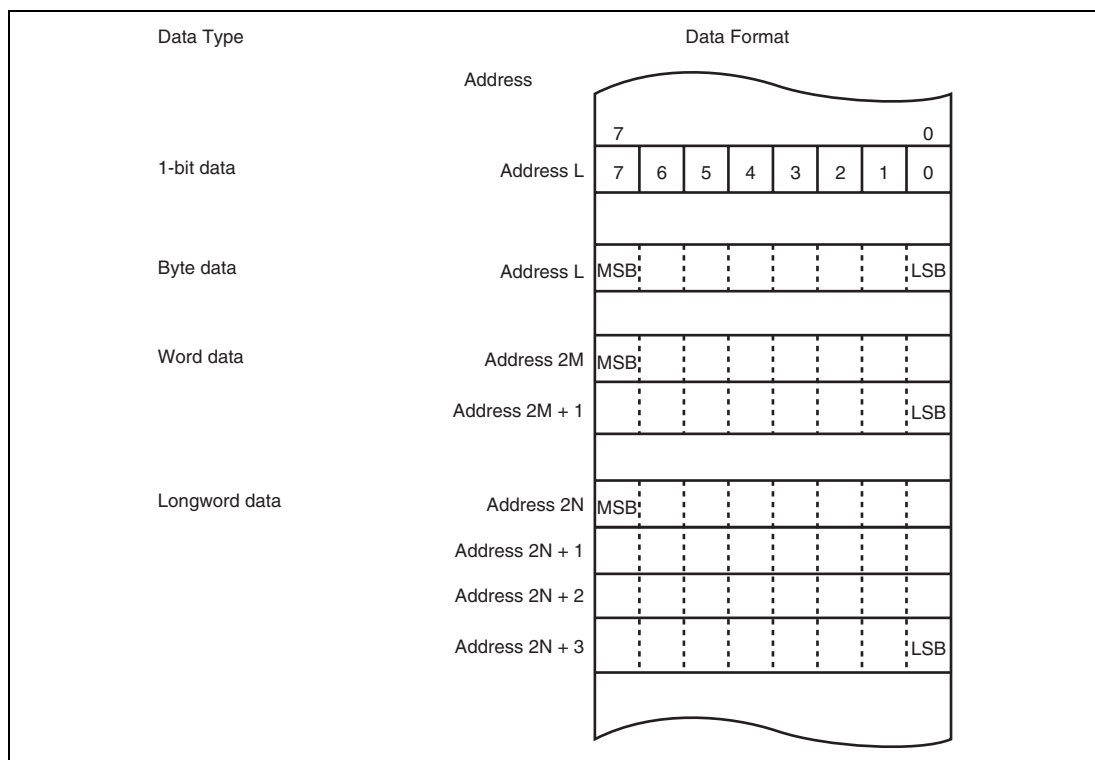 Data Type Data Format
Address
7 0
1-bit data Address L 7 6 5 4 3 2 1 0
Byte data Address L MSB LSB
Word data Address 2M MSB
Address 2M + 1 LSB
Longword data Address 2N MSB
Address 2N + 1
Address 2N + 2
Address 2N + 3 LSB